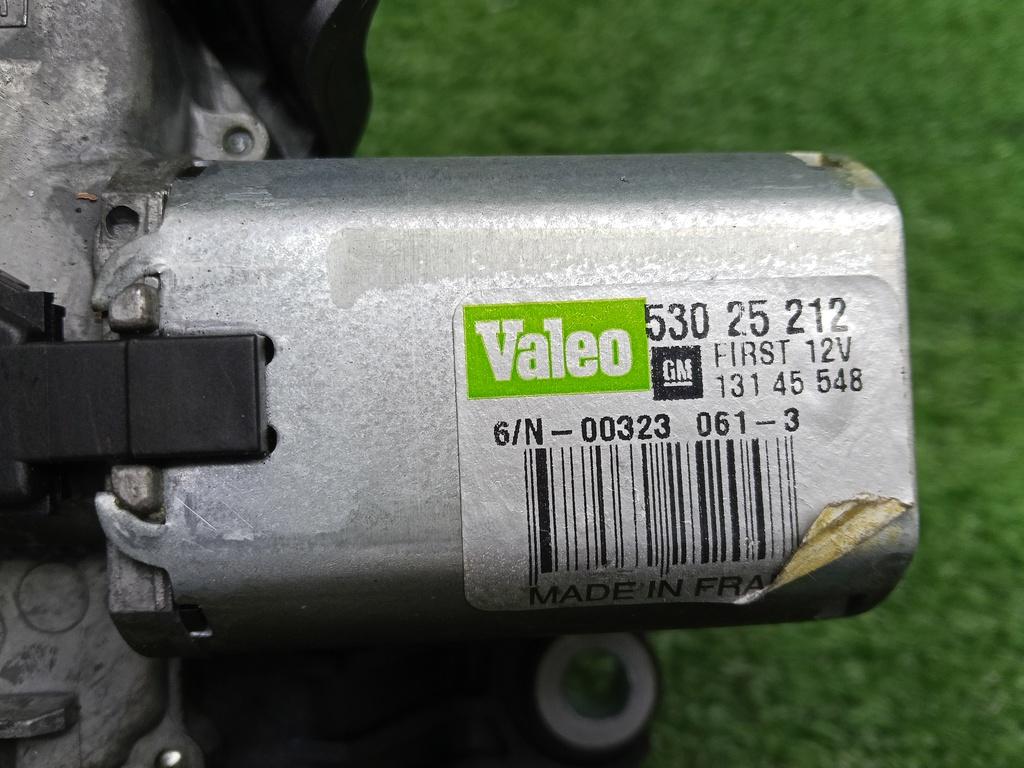 Valeo 530 25 212
GM FIRST 12V
131 45 548
6/N-00323 061-3
MADE IN FRA